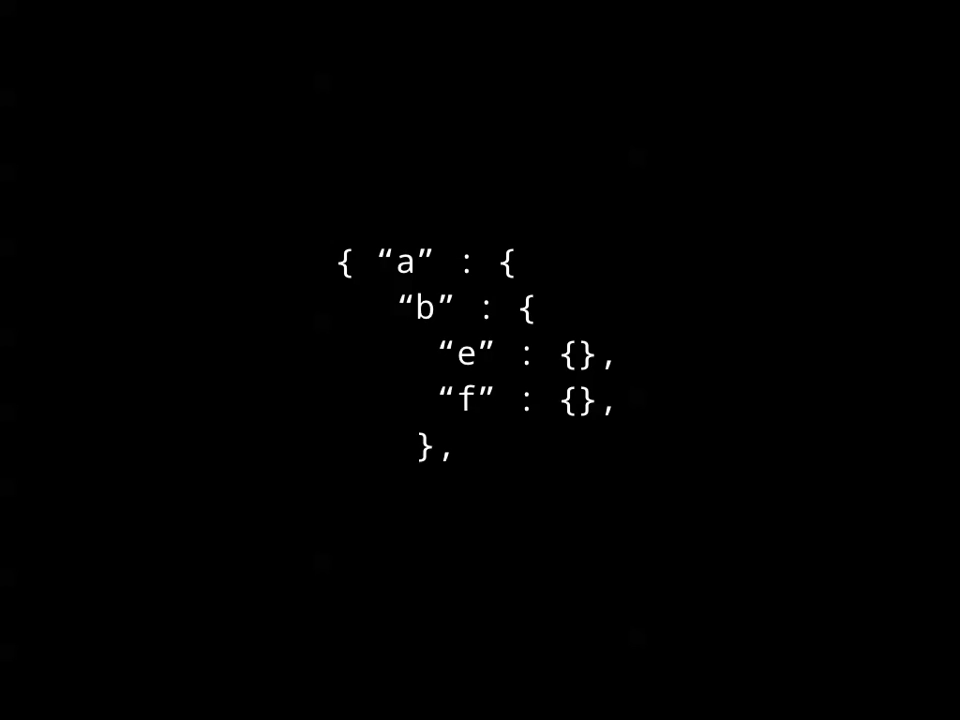 { “a” : {
“b” : {
“e” : {},
“f” : {},
},